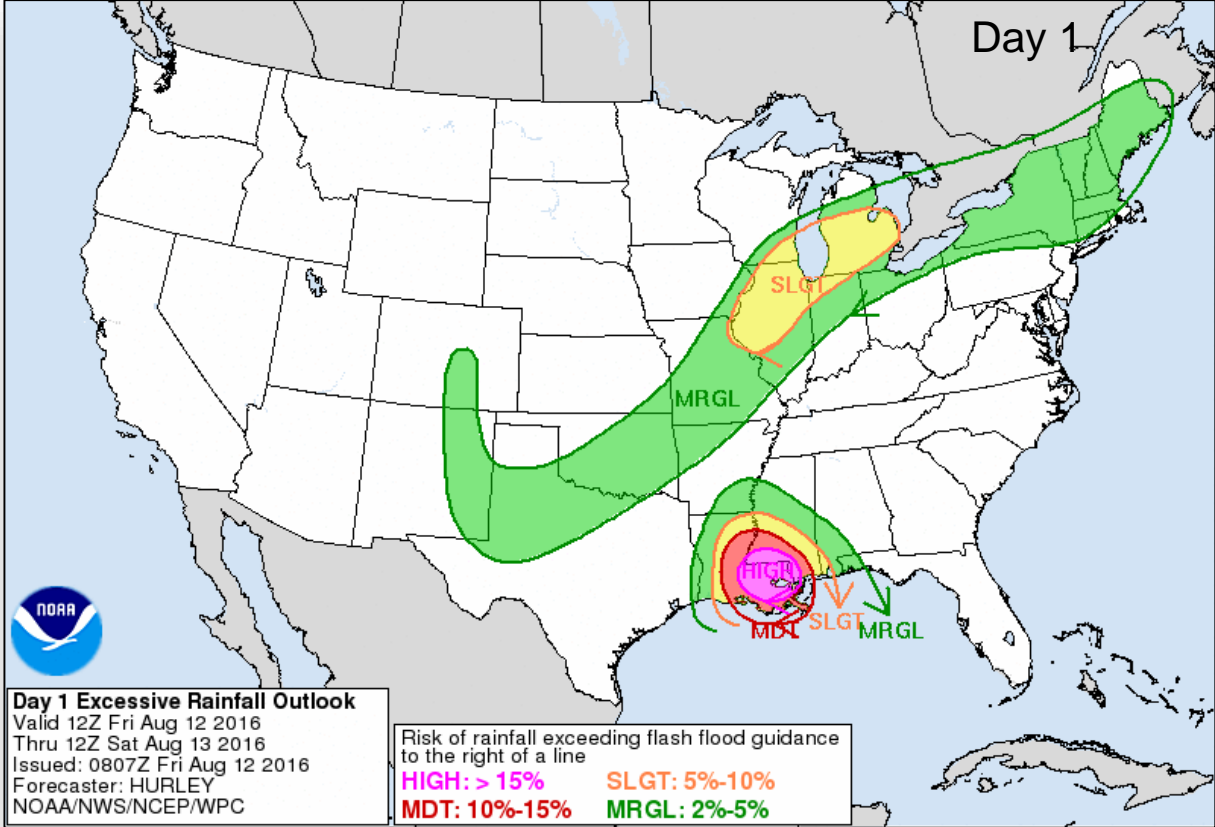 Day 1
SLGT
MRGL
HIGH
SLGT
MDT
MRGL
NOAA
Day 1 Excessive Rainfall Outlook
Valid 12Z Fri Aug 12 2016
Thru 12Z Sat Aug 13 2016
Issued: 0807Z Fri Aug 12 2016
Forecaster: HURLEY
NOAA/NWS/NCEP/WPC
Risk of rainfall exceeding flash flood guidance
to the right of a line
HIGH: > 15% SLGT: 5%-10%
MDT: 10%-15% MRGL: 2%-5%